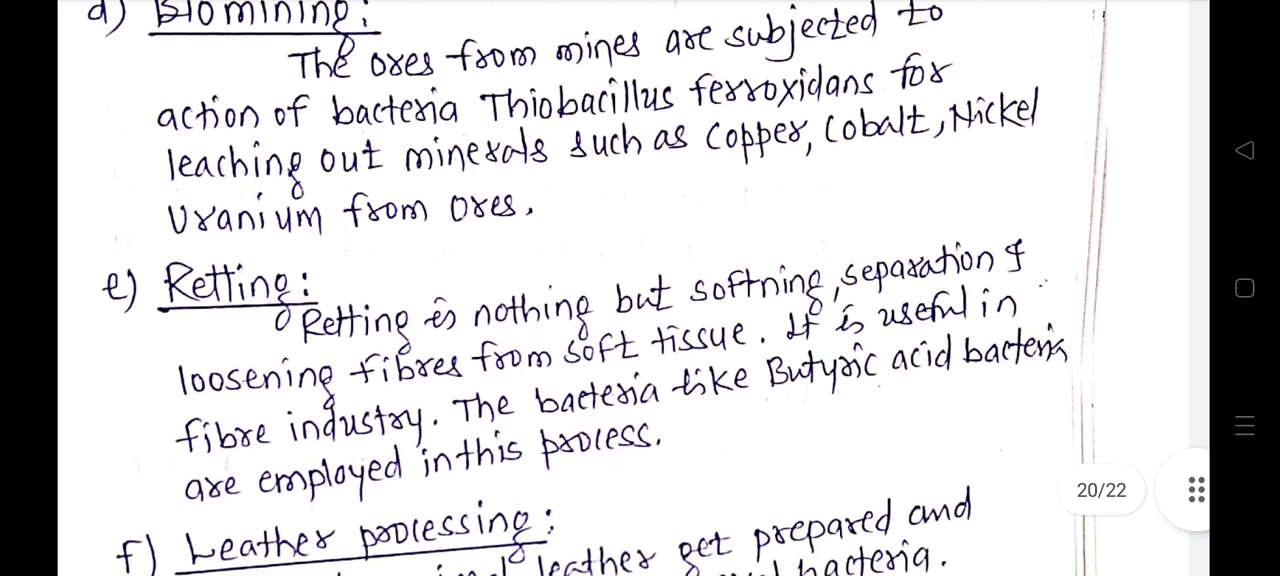 d) Biomining:
The ores from mines are subjected to
action of bacteria Thiobacillus ferroxidans for
leaching out minerals such as Copper, Cobalt, Nickel
Uranium from Ores.
e) Retting:
Retting is nothing but softning, separation &
loosening fibres from soft tissue. It is useful in
fibre industry. The bacteria like Butyric acid bacteria
are employed in this process.
20/22
f) Leather processing:
leather get prepared and
bacteria.